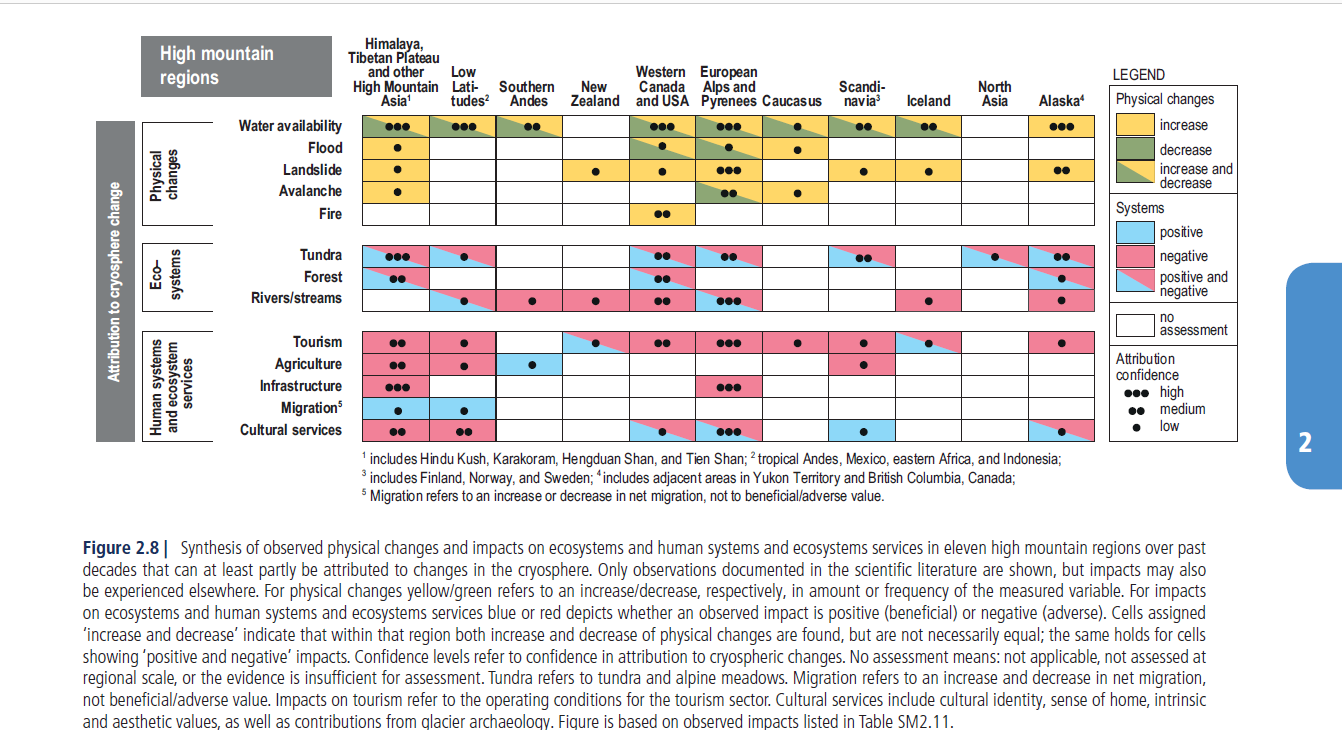 High mountain
regions
Himalaya,
Tibetan Plateau
and other
High Mountain
Asia¹
Low
Lati-
tudes²
Southern
Andes
New
Zealand
Western
Canada
and USA
European
Alps and
Pyrenees
Caucasus
Scandi-
navia³
Iceland
North
Asia
Alaska⁴
Attribution to cryosphere change
Physical
changes
Water availability
Flood
Landslide
Avalanche
Fire
Eco–
systems
Tundra
Forest
Rivers/streams
Human systems
and ecosystem
services
Tourism
Agriculture
Infrastructure
Migration⁵
Cultural services
LEGEND
Physical changes
increase
decrease
increase and
decrease
Systems
positive
negative
positive and
negative
no
assessment
Attribution
confidence
high
medium
low
2
¹ includes Hindu Kush, Karakoram, Hengduan Shan, and Tien Shan; ² tropical Andes, Mexico, eastern Africa, and Indonesia;
³ includes Finland, Norway, and Sweden; ⁴ includes adjacent areas in Yukon Territory and British Columbia, Canada;
⁵ Migration refers to an increase or decrease in net migration, not to beneficial/adverse value.
Figure 2.8 | Synthesis of observed physical changes and impacts on ecosystems and human systems and ecosystems services in eleven high mountain regions over past
decades that can at least partly be attributed to changes in the cryosphere. Only observations documented in the scientific literature are shown, but impacts may also
be experienced elsewhere. For physical changes yellow/green refers to an increase/decrease, respectively, in amount or frequency of the measured variable. For impacts
on ecosystems and human systems and ecosystems services blue or red depicts whether an observed impact is positive (beneficial) or negative (adverse). Cells assigned
‘increase and decrease’ indicate that within that region both increase and decrease of physical changes are found, but are not necessarily equal; the same holds for cells
showing ‘positive and negative’ impacts. Confidence levels refer to confidence in attribution to cryospheric changes. No assessment means: not applicable, not assessed at
regional scale, or the evidence is insufficient for assessment. Tundra refers to tundra and alpine meadows. Migration refers to an increase and decrease in net migration,
not beneficial/adverse value. Impacts on tourism refer to the operating conditions for the tourism sector. Cultural services include cultural identity, sense of home, intrinsic
and aesthetic values, as well as contributions from glacier archaeology. Figure is based on observed impacts listed in Table SM2.11.